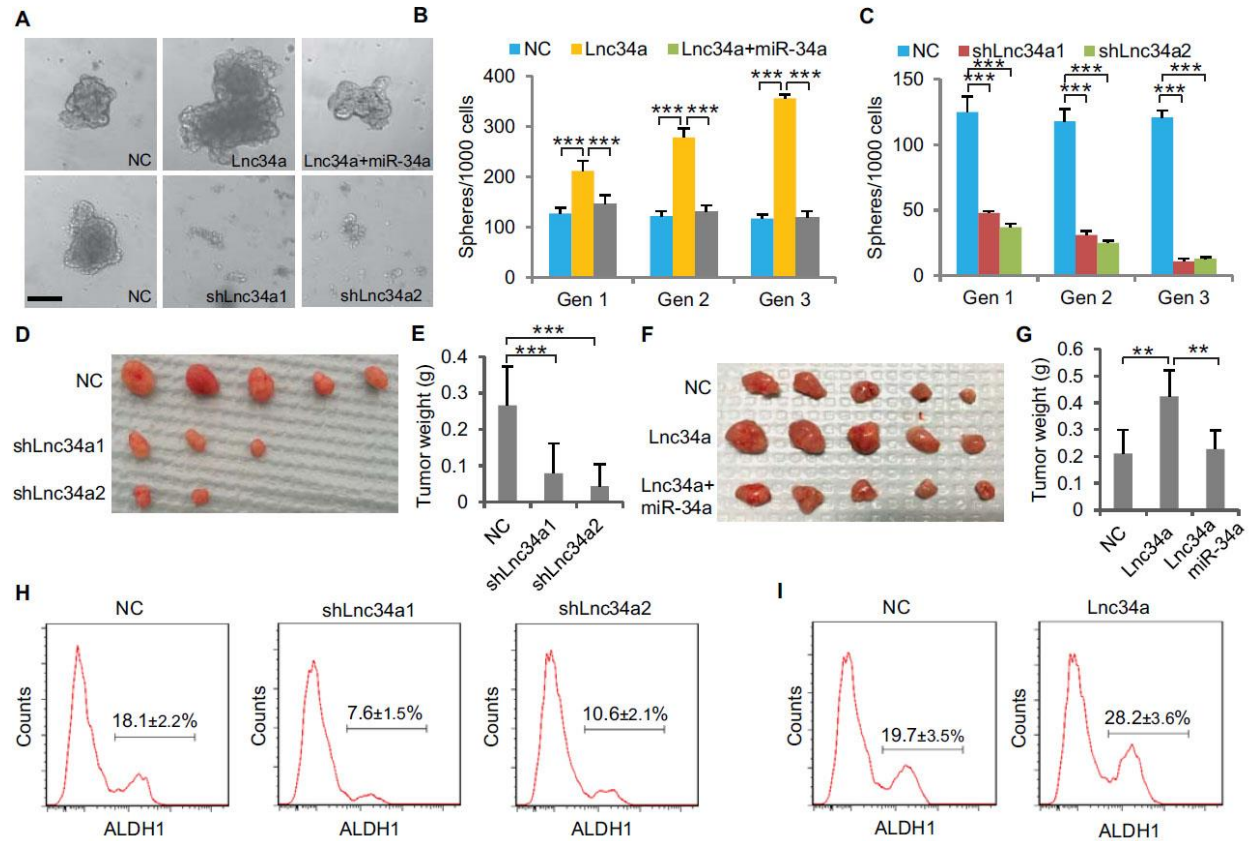 A
NC
Lnc34a
Lnc34a+miR-34a
NC
shLnc34a1
shLnc34a2
B
NC Lnc34a Lnc34a+miR-34a
Spheres/1000 cells
400
300
200
100
0
*** ***
*** ***
*** ***
Gen 1 Gen 2 Gen 3
C
NC shLnc34a1 shLnc34a2
Spheres/1000 cells
150
100
50
0
***
***
***
***
***
***
Gen 1 Gen 2 Gen 3
D
NC
shLnc34a1
shLnc34a2
E
Tumor weight (g)
0.4
0.3
0.2
0.1
0
***
***
NC
shLnc34a1
shLnc34a2
F
NC
Lnc34a
Lnc34a+
miR-34a
G
Tumor weight (g)
0.6
0.5
0.4
0.3
0.2
0.1
0
** **
NC
Lnc34a
Lnc34a
miR-34a
H
NC
Counts
18.1±2.2%
ALDH1
shLnc34a1
Counts
7.6±1.5%
ALDH1
shLnc34a2
Counts
10.6±2.1%
ALDH1
I
NC
Counts
19.7±3.5%
ALDH1
Lnc34a
Counts
28.2±3.6%
ALDH1